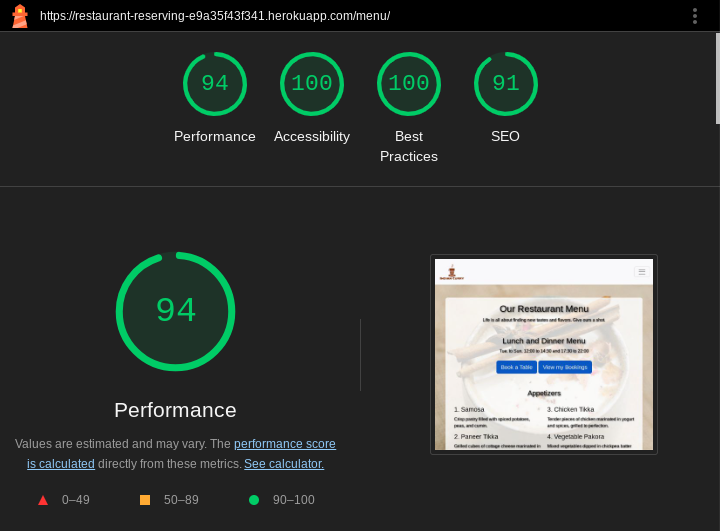 https://restaurant-reserving-e9a35f43f341.herokuapp.com/menu/
94
100
100
91
Performance
Accessibility
Best
Practices
SEO
94
Performance
Values are estimated and may vary. The performance score
is calculated directly from these metrics. See calculator.
0–49
50–89
90–100
Our Restaurant Menu
Life is all about finding new tastes and flavors. Give ours a shot.
Lunch and Dinner Menu
Tue to Sun: 12:00 to 14:30 and 17:30 to 22:00
Book a Table
View my Bookings
Appetizers
1. Samosa
Crisp pastry filled with spiced potatoes,
peas, and cumin.
3. Chicken Tikka
Tender pieces of chicken marinated in yogurt
and spices, grilled to perfection.
2. Paneer Tikka
Grilled cubes of cottage cheese marinated in
4. Vegetable Pakora
Mixed vegetables dipped in chickpea batter